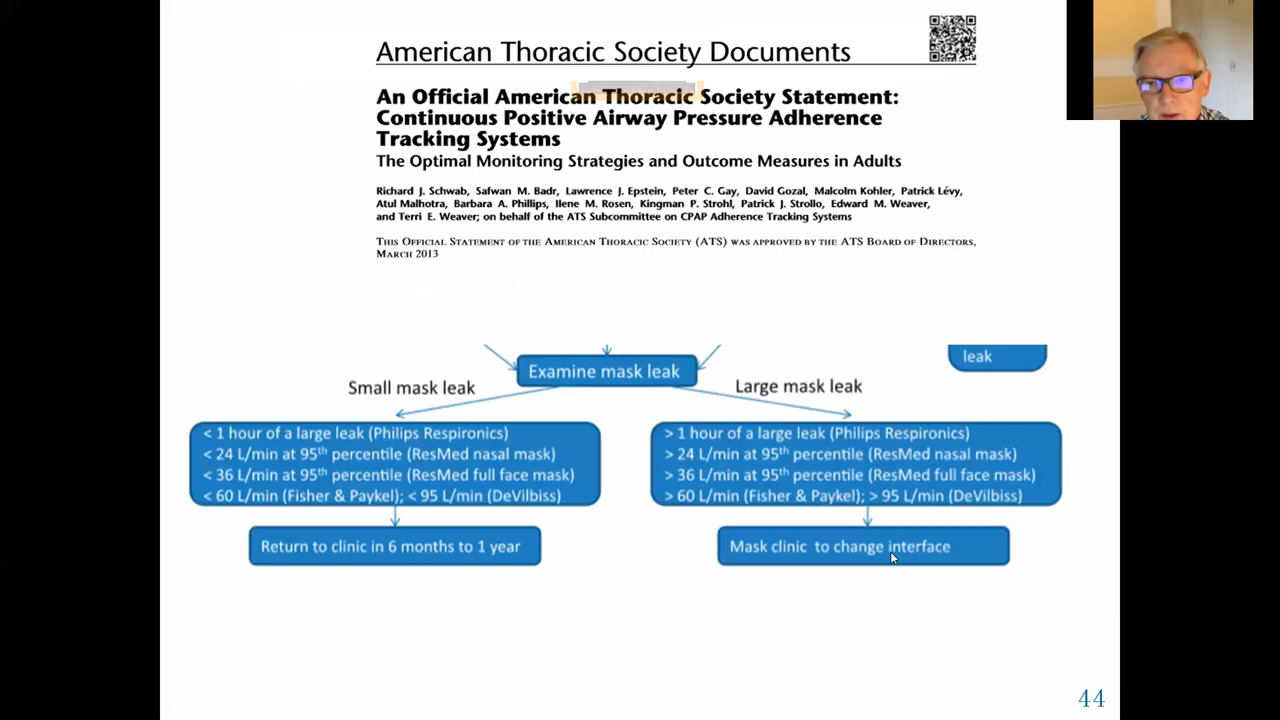 American Thoracic Society Documents
An Official American Thoracic Society Statement:
Continuous Positive Airway Pressure Adherence
Tracking Systems
The Optimal Monitoring Strategies and Outcome Measures in Adults
Richard J. Schwab, Safwan M. Badr, Lawrence J. Epstein, Peter C. Gay, David Gozal, Malcolm Kohler, Patrick Lévy,
Atul Malhotra, Barbara A. Phillips, Ilene M. Rosen, Kingman P. Strohl, Patrick J. Strollo, Edward M. Weaver,
and Terri E. Weaver; on behalf of the ATS Subcommittee on CPAP Adherence Tracking Systems
THIS OFFICIAL STATEMENT OF THE AMERICAN THORACIC SOCIETY (ATS) WAS APPROVED BY THE ATS BOARD OF DIRECTORS,
MARCH 2013
leak
Examine mask leak
Small mask leak
Large mask leak
< 1 hour of a large leak (Philips Respironics)
< 24 L/min at 95th percentile (ResMed nasal mask)
< 36 L/min at 95th percentile (ResMed full face mask)
< 60 L/min (Fisher & Paykel); < 95 L/min (DeVilbiss)
> 1 hour of a large leak (Philips Respironics)
> 24 L/min at 95th percentile (ResMed nasal mask)
> 36 L/min at 95th percentile (ResMed full face mask)
> 60 L/min (Fisher & Paykel); > 95 L/min (DeVilbiss)
Return to clinic in 6 months to 1 year
Mask clinic to change interface
44